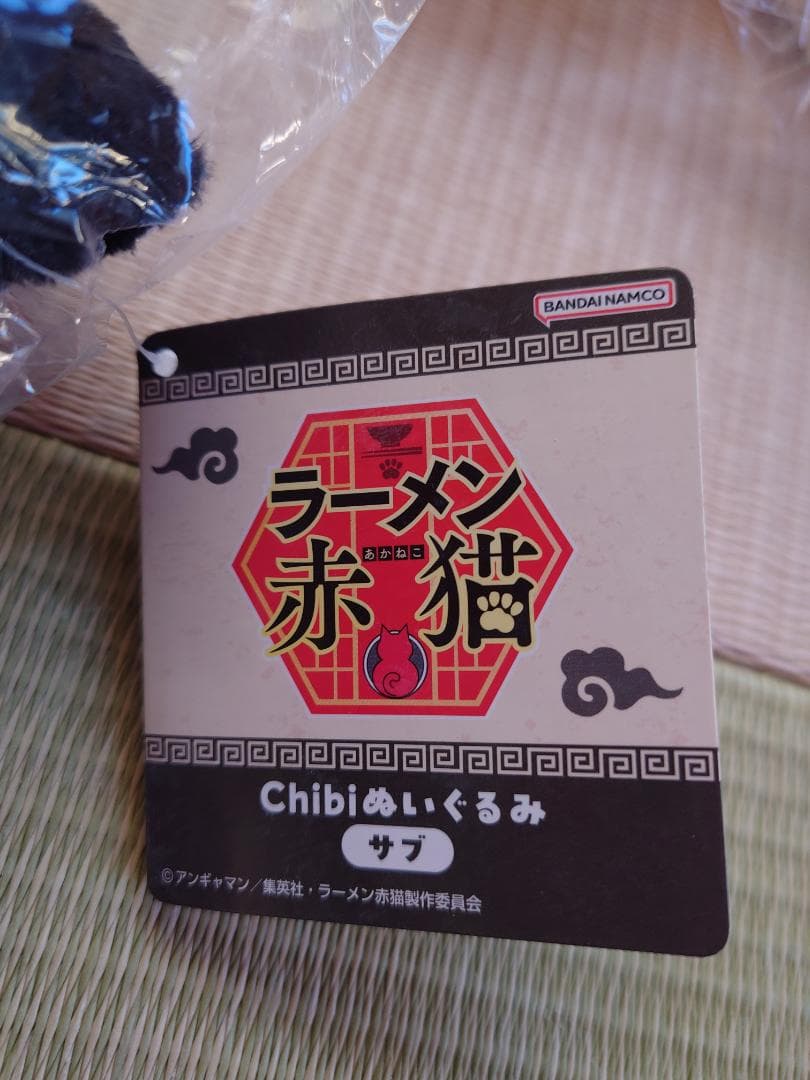 BANDAI NAMCO
ラーメン
あかねこ
赤猫
Chibiぬいぐるみ
サブ
©アンギャマン/集英社・ラーメン赤猫製作委員会